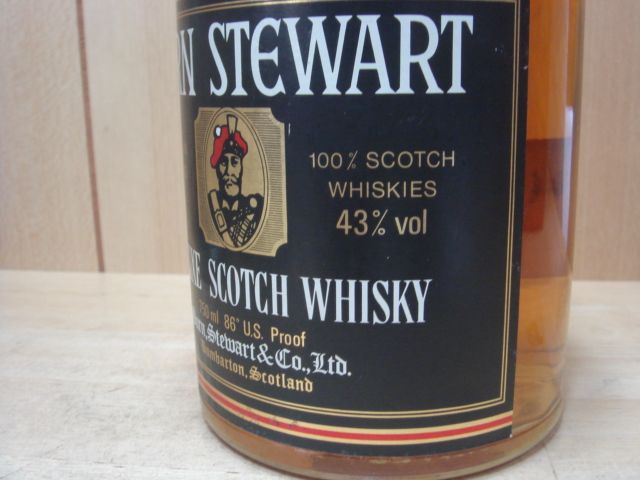 STEWART
100% SCOTCH
WHISKIES
43% vol
SCOTCH WHISKY
750 ml 86° U.S. Proof
Stewart & Co., Ltd.
Dumbarton, Scotland